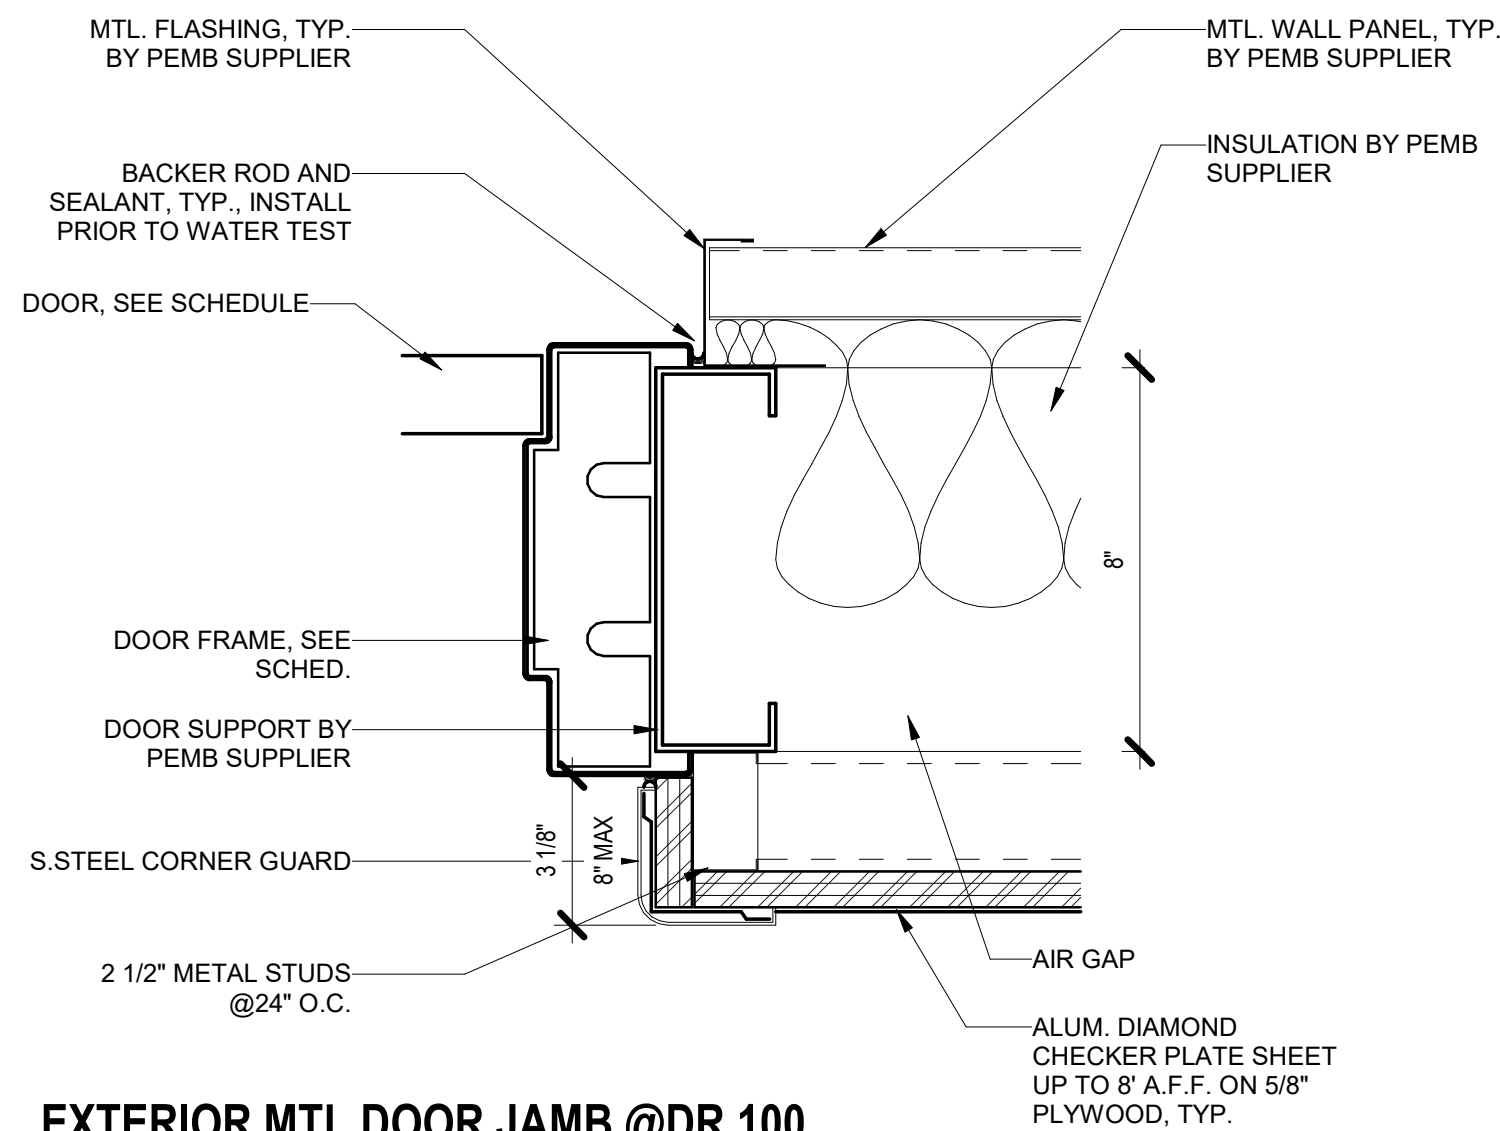 MTL. FLASHING, TYP.
BY PEMB SUPPLIER
MTL. WALL PANEL, TYP.
BY PEMB SUPPLIER
INSULATION BY PEMB
SUPPLIER
BACKER ROD AND
SEALANT, TYP., INSTALL
PRIOR TO WATER TEST
DOOR, SEE SCHEDULE
8"
DOOR FRAME, SEE
SCHED.
DOOR SUPPORT BY
PEMB SUPPLIER
3 1/8"
8" MAX
S.STEEL CORNER GUARD
2 1/2" METAL STUDS
@24" O.C.
AIR GAP
ALUM. DIAMOND
CHECKER PLATE SHEET
UP TO 8' A.F.F. ON 5/8"
PLYWOOD, TYP.
EXTERIOR MTL DOOR JAMB @DR 100